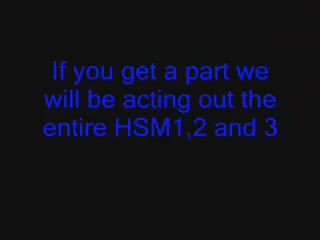 If you get a part we
will be acting out the
entire HSM1,2 and 3